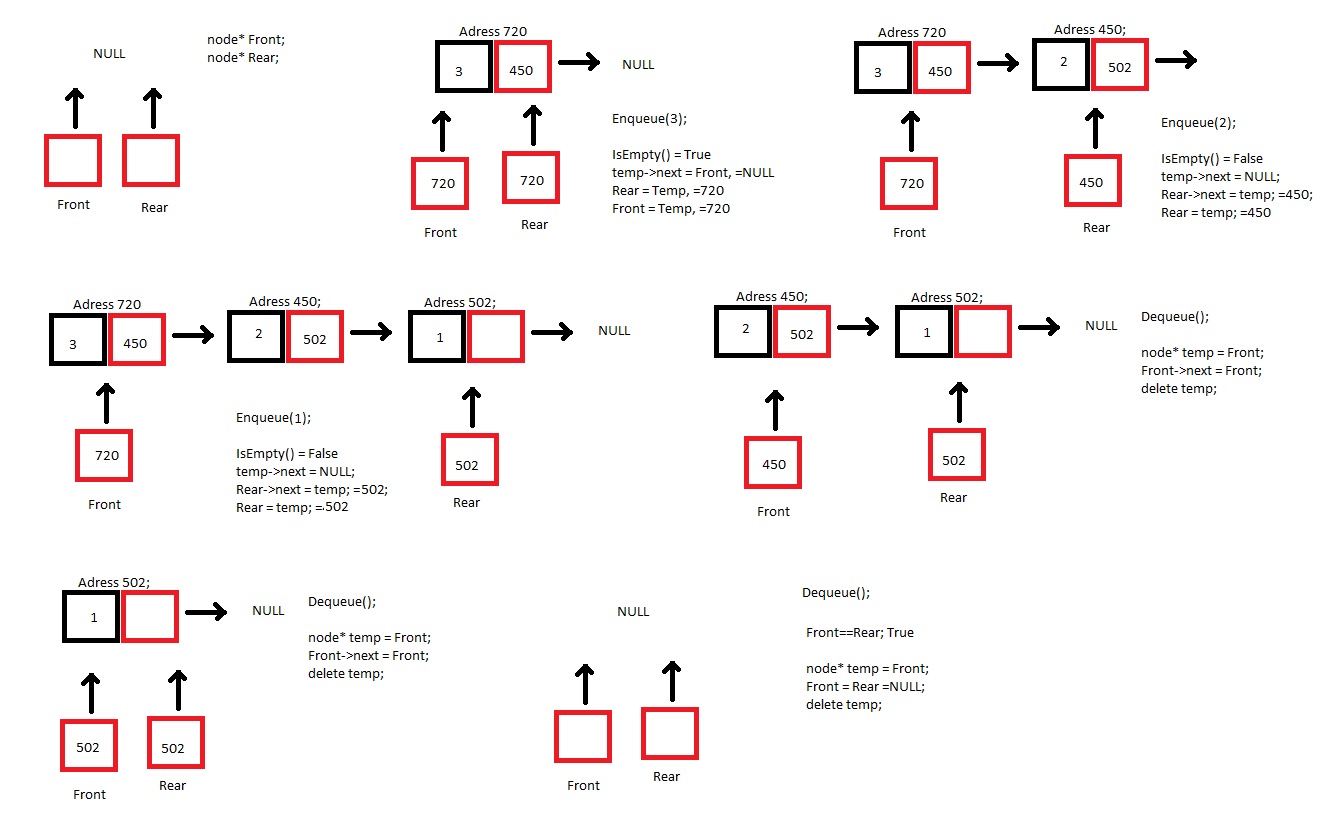 NULL
node* Front;
node* Rear;
Front
Rear
Adress 720
3
450
NULL
720
720
Front
Rear
Enqueue(3);
IsEmpty() = True
temp->next = Front, =NULL
Rear = Temp, =720
Front = Temp, =720
Adress 720
3
450
Adress 450;
2
502
720
450
Front
Rear
Enqueue(2);
IsEmpty() = False
temp->next = NULL;
Rear->next = temp; =450;
Rear = temp; =450
Adress 720
3
450
Adress 450;
2
502
Adress 502;
1
NULL
720
Front
Enqueue(1);
IsEmpty() = False
temp->next = NULL;
Rear->next = temp; =502;
Rear = temp; =502
502
Rear
Adress 450;
2
502
Adress 502;
1
NULL
450
502
Front
Rear
Dequeue();
node* temp = Front;
Front->next = Front;
delete temp;
Adress 502;
1
NULL
502
502
Front
Rear
Dequeue();
node* temp = Front;
Front->next = Front;
delete temp;
NULL
Front
Rear
Dequeue();
Front==Rear; True
node* temp = Front;
Front = Rear =NULL;
delete temp;